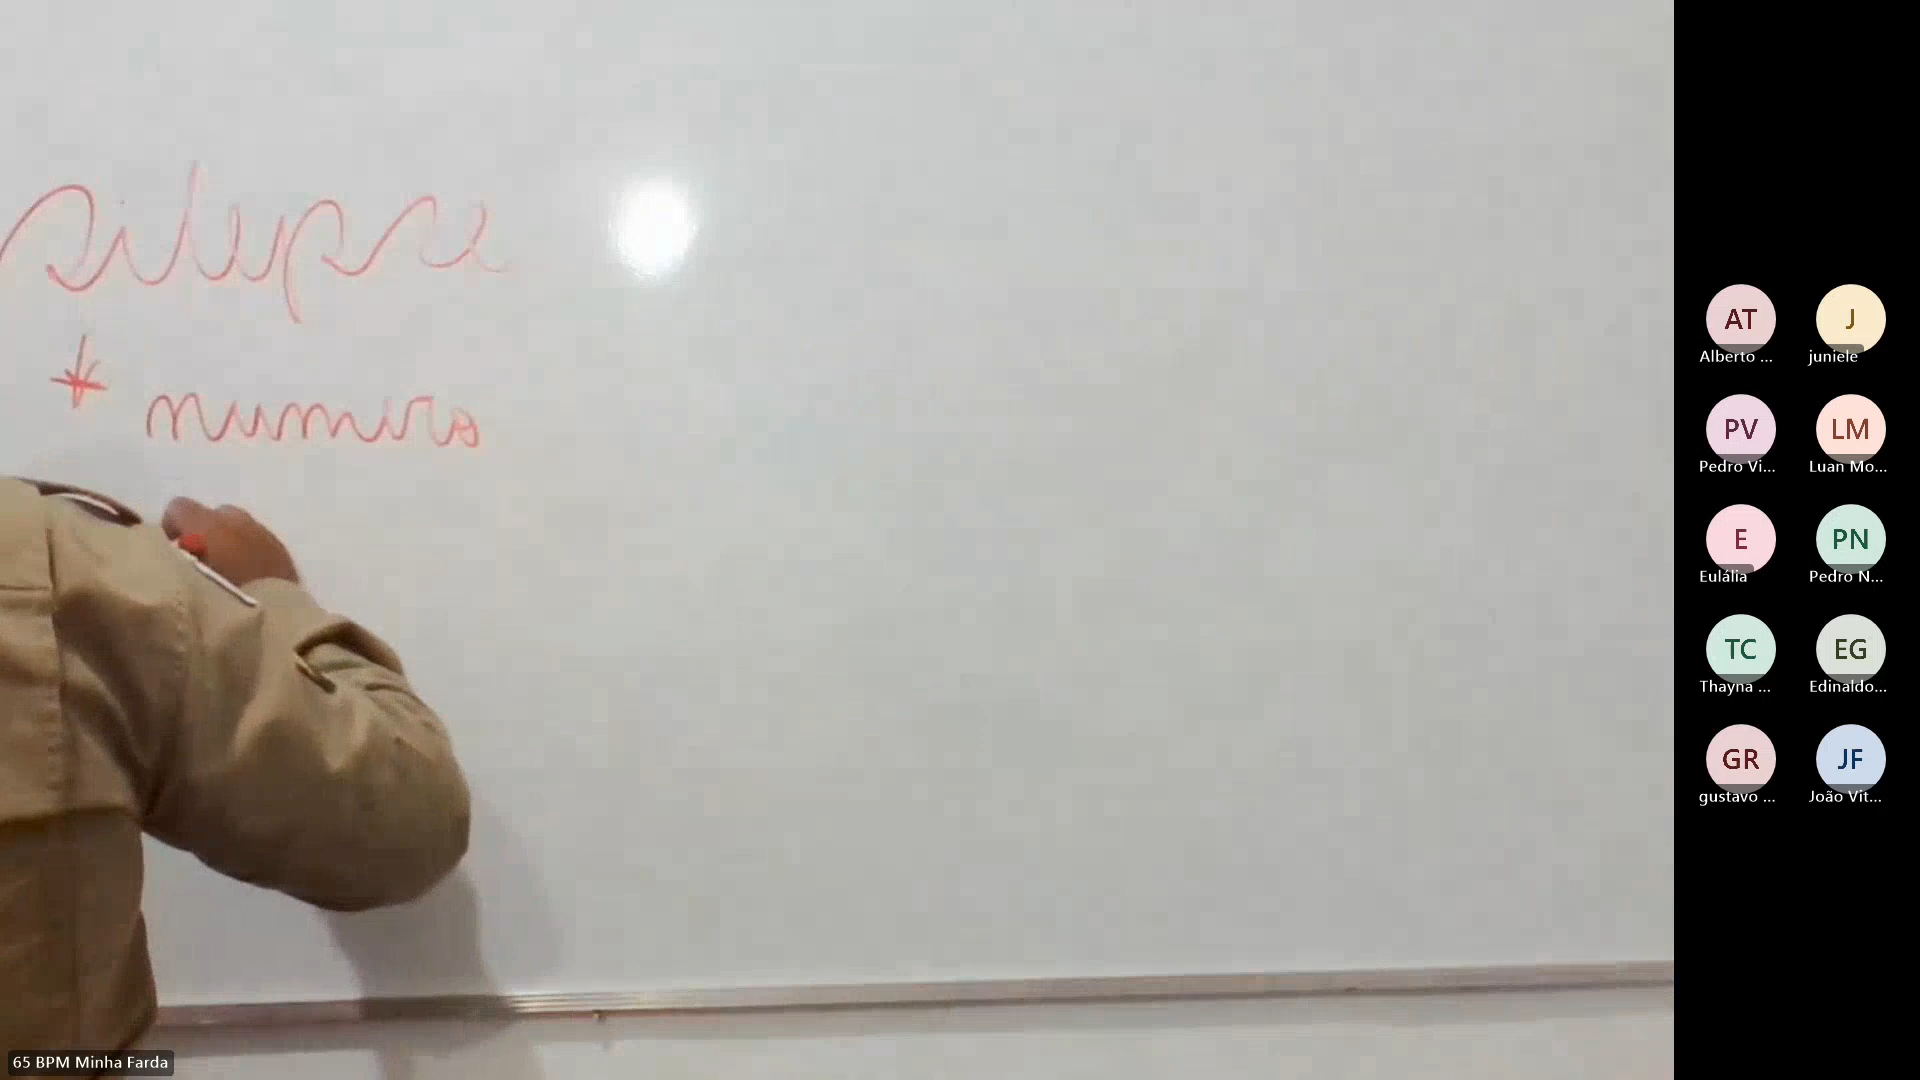 silepse
* numero
AT
Alberto ...
J
juniele
PV
Pedro Vi...
LM
Luan Mo...
E
Eulália
PN
Pedro N...
TC
Thayna ...
EG
Edinaldo...
GR
gustavo ...
JF
João Vit...
65 BPM Minha Farda